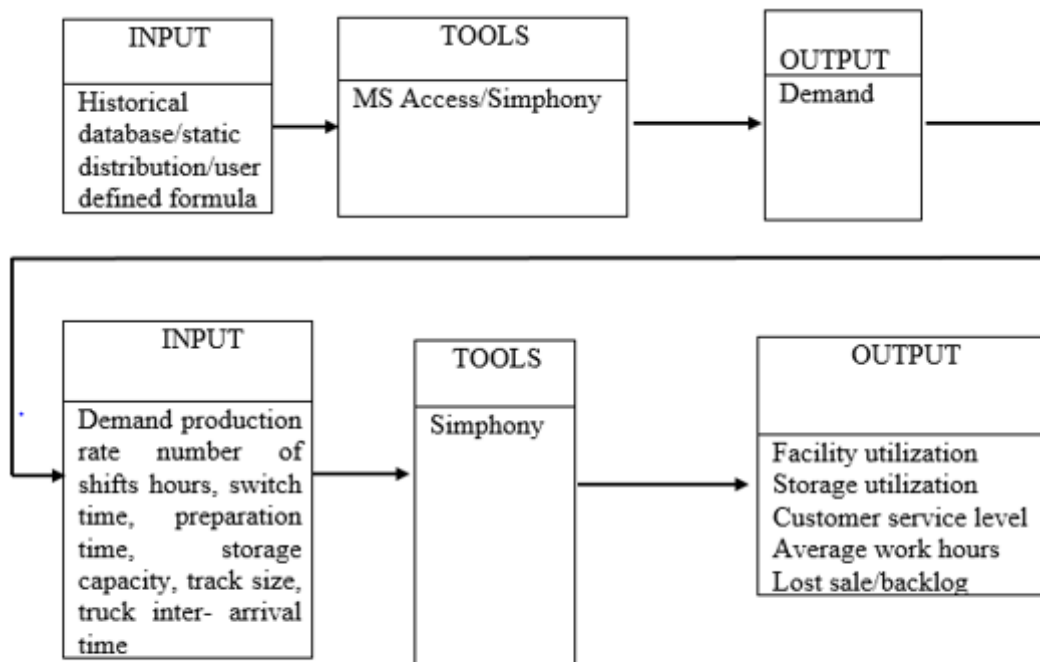 INPUT
Historical
database/static
distribution/user
defined formula
TOOLS
MS Access/Simphony
OUTPUT
Demand
INPUT
Demand production
rate number of
shifts hours, switch
time, preparation
time, storage
capacity, track size,
truck inter- arrival
time
TOOLS
Simphony
OUTPUT
Facility utilization
Storage utilization
Customer service level
Average work hours
Lost sale/backlog